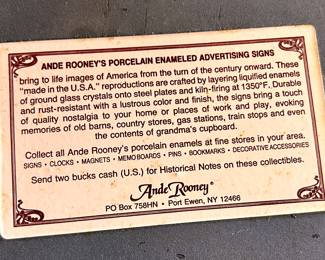 ANDE ROONEY'S PORCELAIN ENAMELED ADVERTISING SIGNS
bring to life images of America from the turn of the century onward. These
"made in the U.S.A." reproductions are crafted by layering liquified enamels
of ground glass crystals onto steel plates and kiln-firing at 1350°F. Durable
and rust-resistant with a lustrous color and finish, the signs bring a touch
of quality nostalgia to your home or places of work and play, evoking
memories of old barns, country stores, gas stations, train stops and even
the contents of grandma's cupboard.
Collect all Ande Rooney's porcelain enamels at fine stores in your area.
SIGNS • CLOCKS • MAGNETS • MEMO BOARDS • PINS • BOOKMARKS • DECORATIVE ACCESSORIES
Send two bucks cash (U.S.) for Historical Notes on these collectibles.
Ande Rooney
PO Box 758HN • Port Ewen, NY 12466